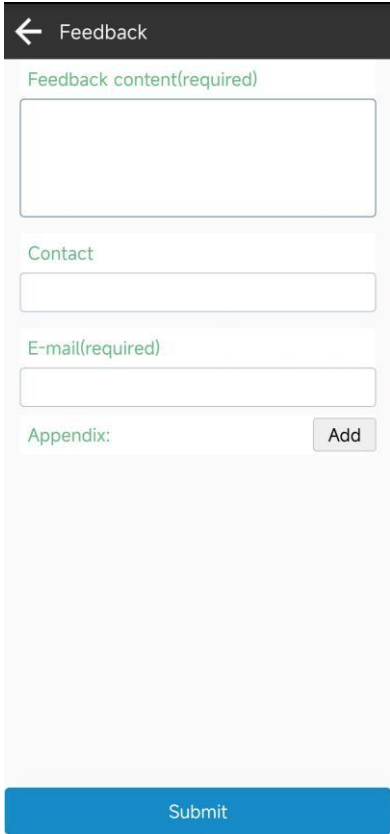 Feedback
Feedback content(required)
Contact
E-mail(required)
Appendix:
Add
Submit